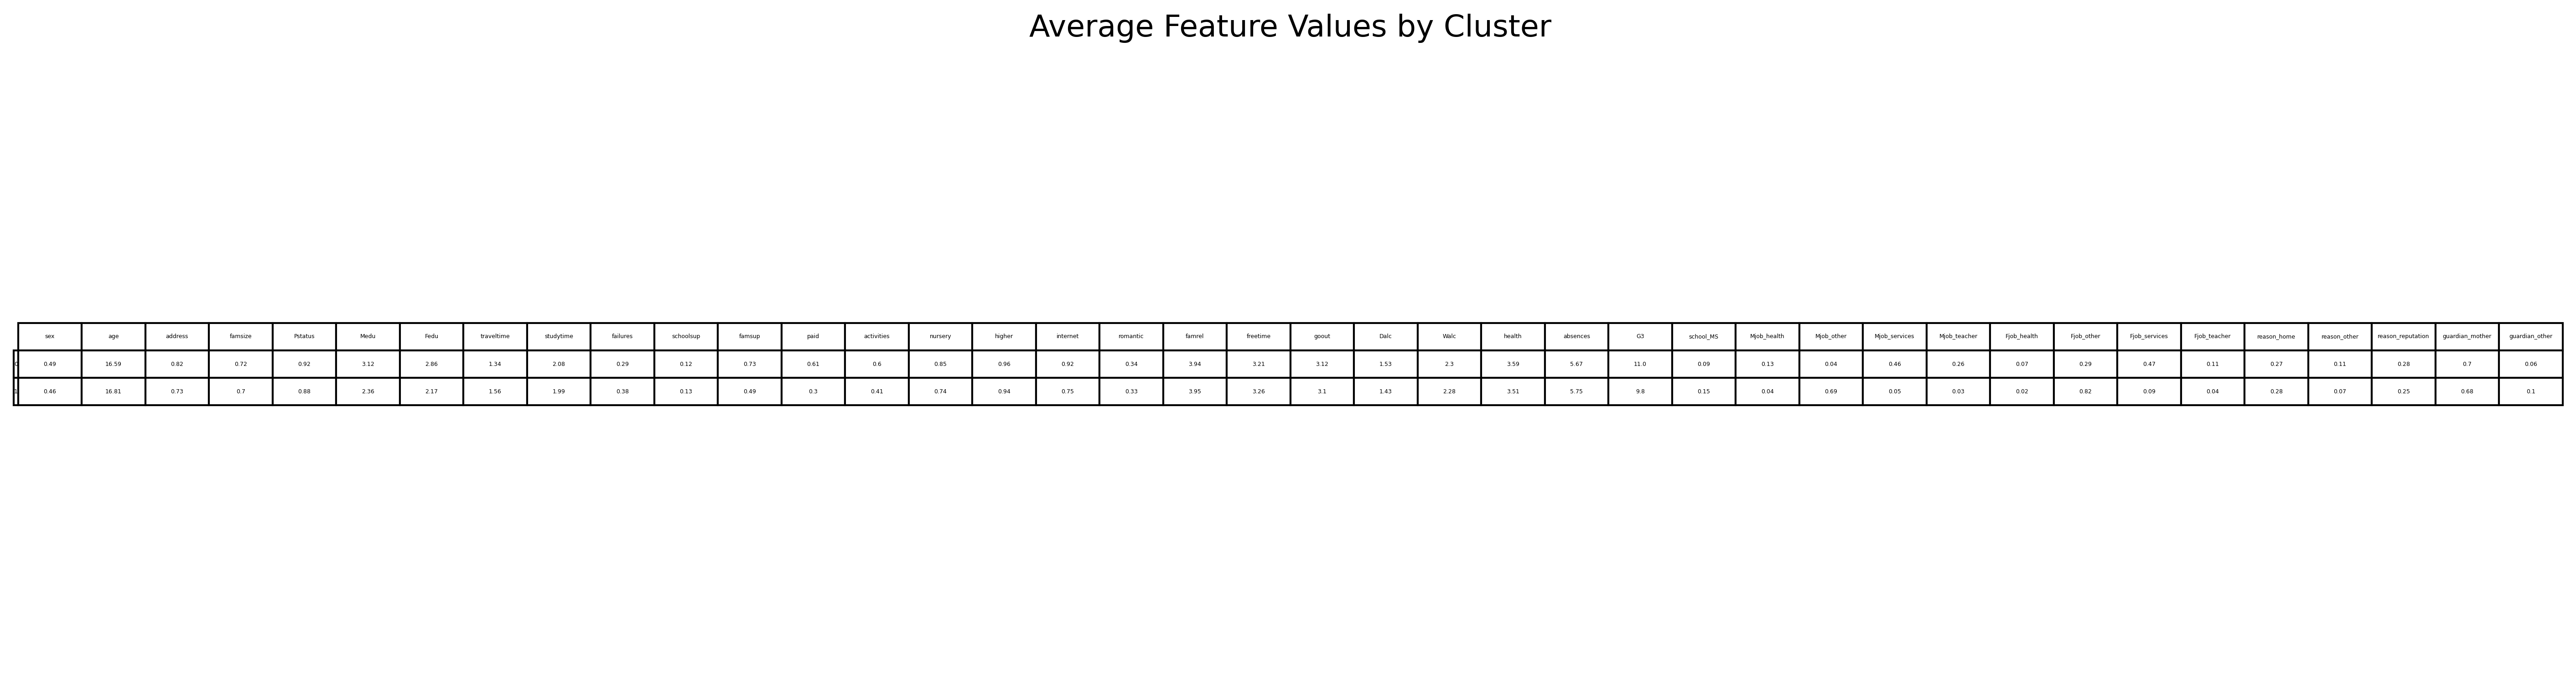 Average Feature Values by Cluster
sex age address famsize Pstatus Medu Fedu traveltime studytime failures schoolsup famsup paid activities nursery higher internet romantic famrel freetime goout Dalc Walc health absences G3 school_MS Mjob_health Mjob_other Mjob_services Mjob_teacher Fjob_health Fjob_other Fjob_services Fjob_teacher reason_home reason_other reason_reputation guardian_mother guardian_other
0.49 16.59 0.82 0.72 0.92 3.12 2.86 1.34 2.08 0.29 0.12 0.73 0.61 0.6 0.85 0.96 0.92 0.34 3.94 3.21 3.12 1.53 2.3 3.59 5.67 11.0 0.09 0.13 0.04 0.46 0.26 0.07 0.29 0.47 0.11 0.27 0.11 0.28 0.7 0.06
0.46 16.81 0.73 0.7 0.88 2.36 2.17 1.56 1.99 0.38 0.13 0.49 0.3 0.41 0.74 0.94 0.75 0.33 3.95 3.26 3.1 1.43 2.28 3.51 5.75 9.8 0.15 0.04 0.69 0.05 0.03 0.02 0.82 0.09 0.04 0.28 0.07 0.25 0.68 0.1